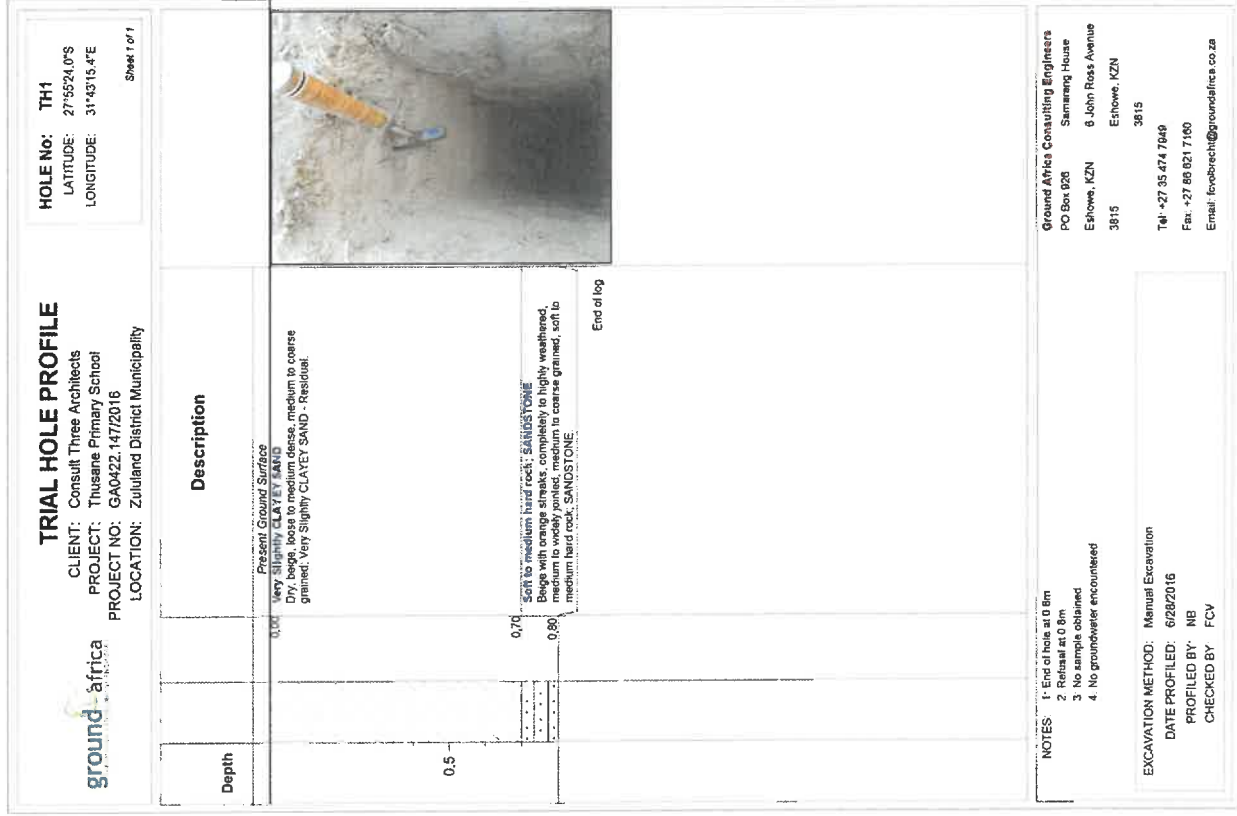 ground africa
TRIAL HOLE PROFILE
CLIENT: Consult Three Architects
PROJECT: Thusane Primary School
PROJECT NO: GA0422.147/2016
LOCATION: Zululand District Municipality
HOLE No: TH1
LATITUDE: 27°55'24.0"S
LONGITUDE: 31°43'15.4"E
Sheet 1 of 1
Depth
Description
Present Ground Surface
0,00
Very Slightly CLAYEY SAND
Dry, beige, loose to medium dense, medium to coarse
grained; Very Slightly CLAYEY SAND - Residual.
0.5
0,70
Soft to medium hard rock; SANDSTONE
Beige with orange streaks, completely to highly weathered,
medium to widely jointed, medium to coarse grained, soft to
medium hard rock; SANDSTONE.
0,80
End of log
NOTES: 1· End of hole at 0 8m
2. Refusal at 0 8m
3 No sample obtained
4. No groundwater encountered
EXCAVATION METHOD: Manual Excavation
DATE PROFILED: 6/28/2016
PROFILED BY· NB
CHECKED BY FCV
Ground Africa Consulting Engineers
PO Box 926 Samarang House
Eshowe, KZN 6 John Ross Avenue
3815 Eshowe, KZN
3815
Tel· +27 35 474 7949
Fax: +27 86 621 7160
Email: fcvolbrecht@groundafrica.co.za